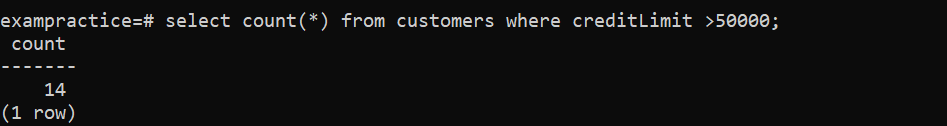 exampractice=# select count(*) from customers where creditLimit >50000;
count
-------
14
(1 row)